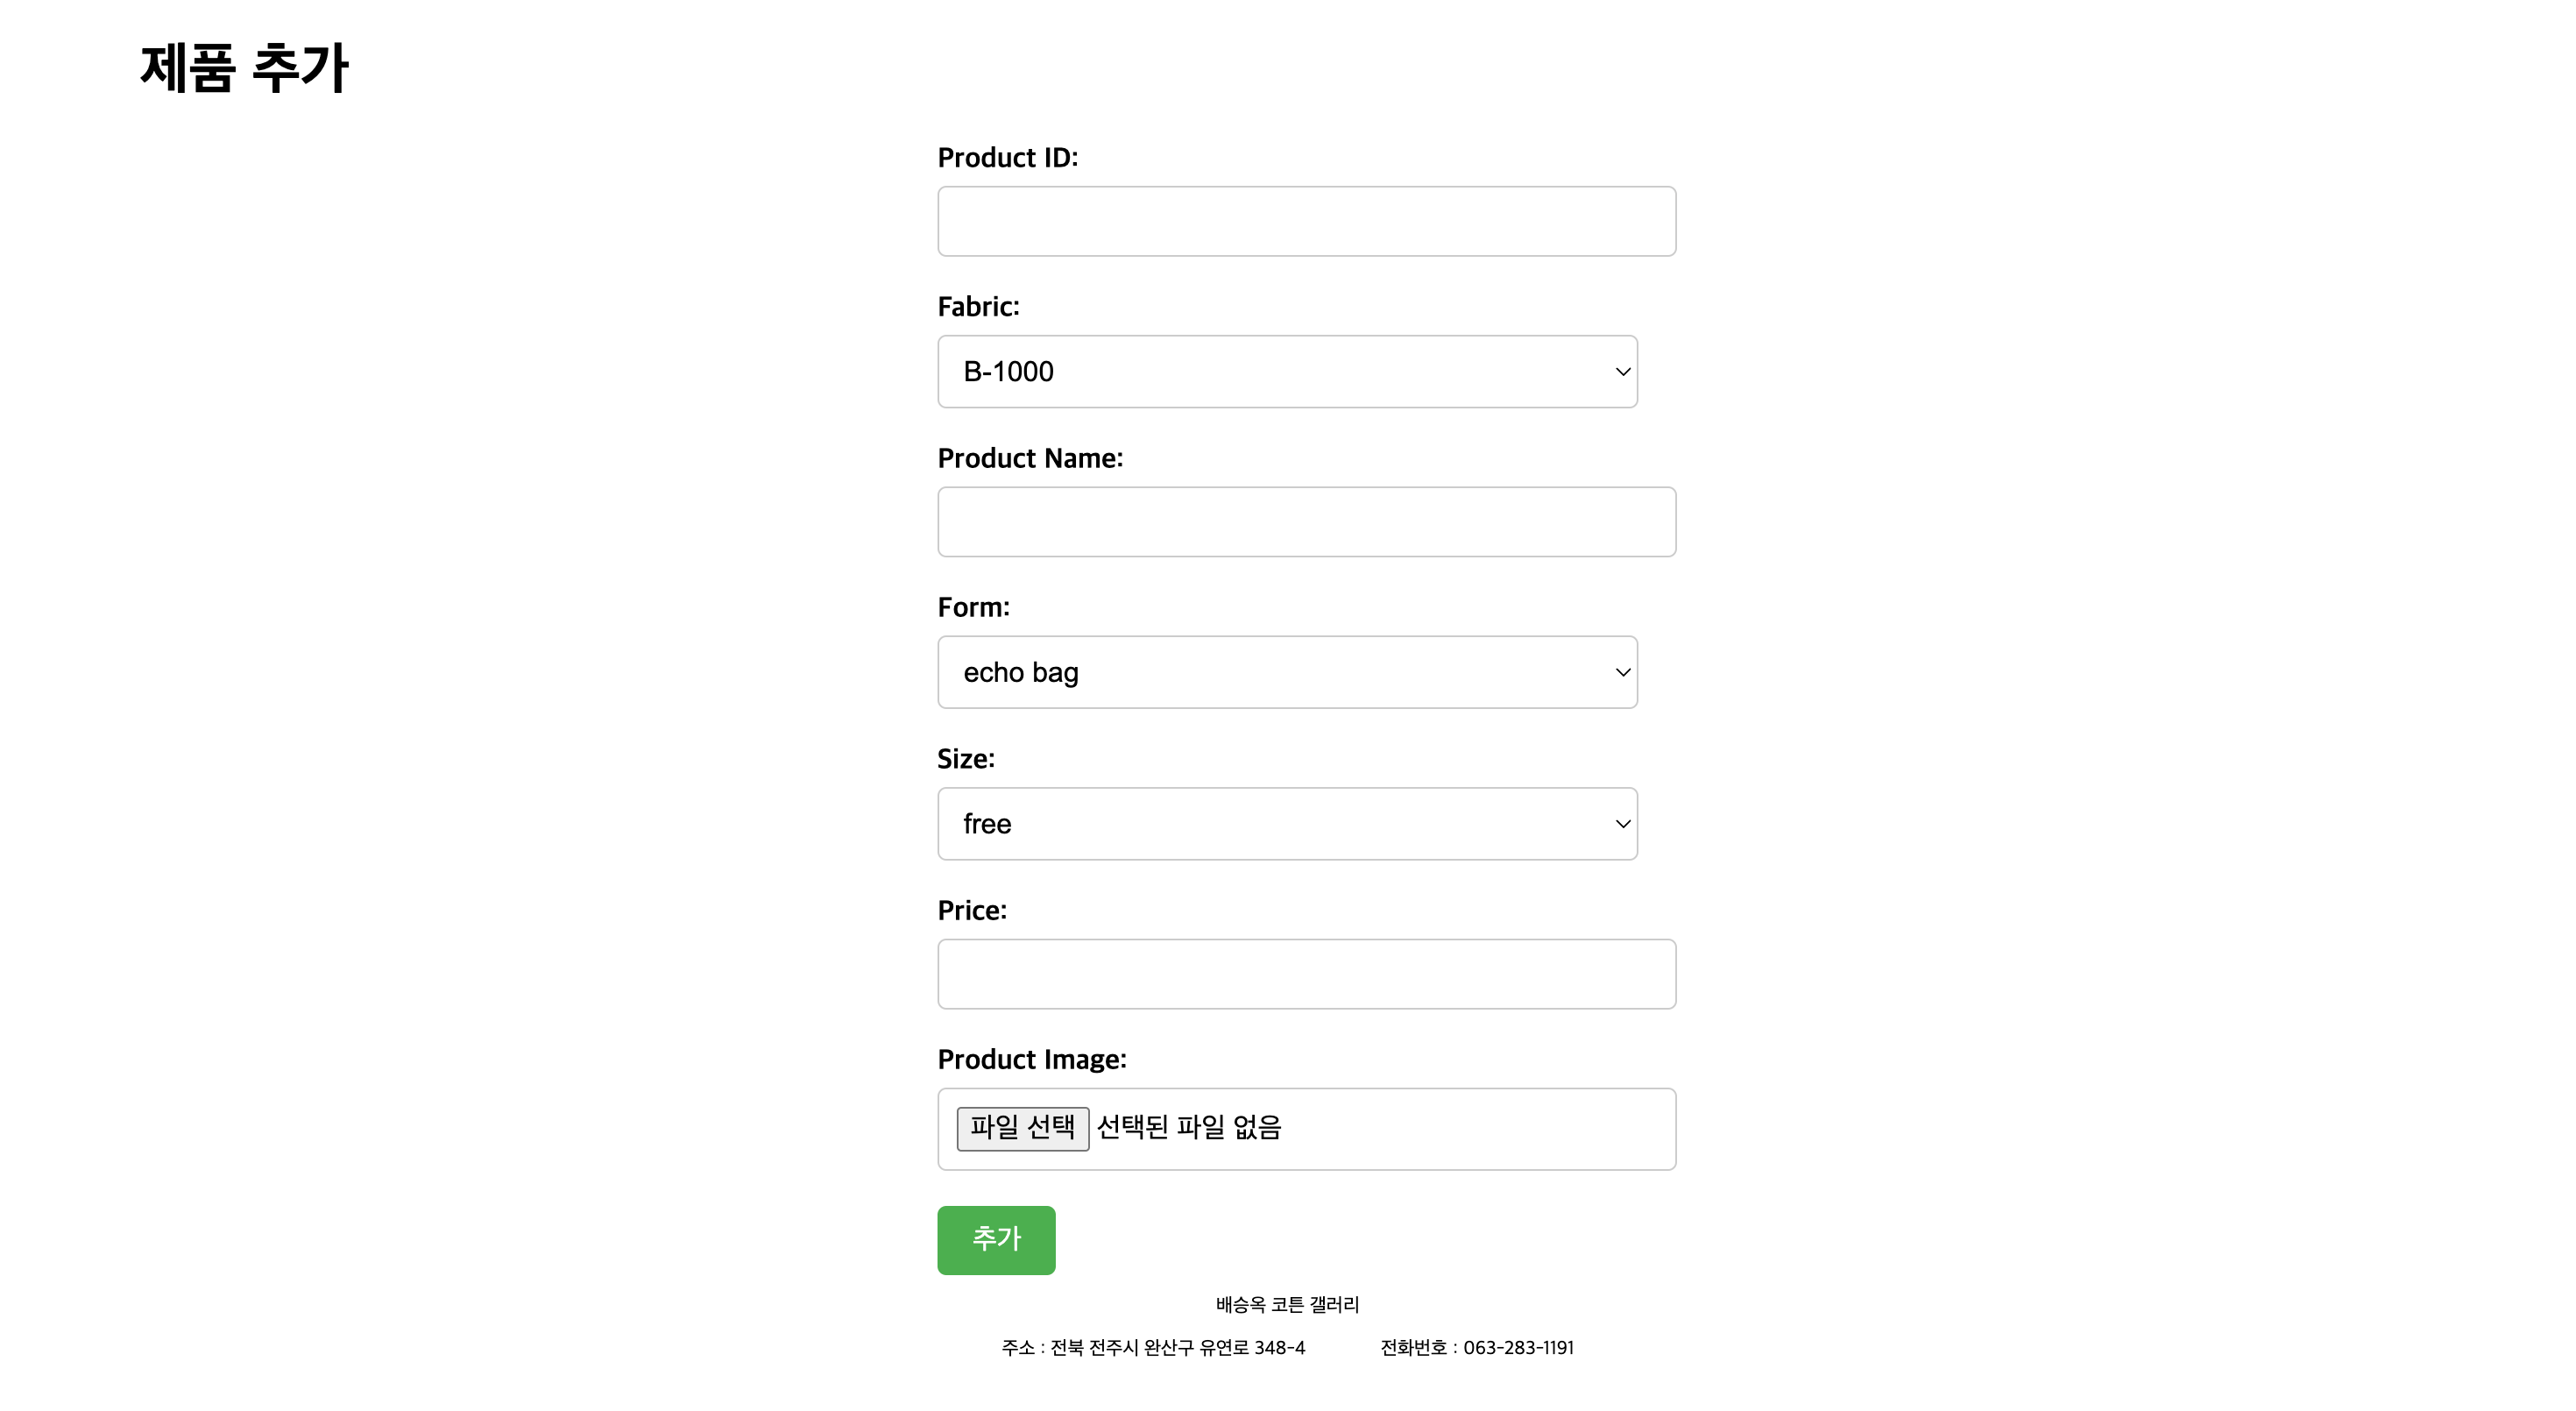 제품 추가
Product ID:
Fabric:
B-1000
Product Name:
Form:
echo bag
Size:
free
Price:
Product Image:
파일 선택 선택된 파일 없음
추가
배승옥 코튼 갤러리
주소 : 전북 전주시 완산구 유연로 348-4 전화번호 : 063-283-1191